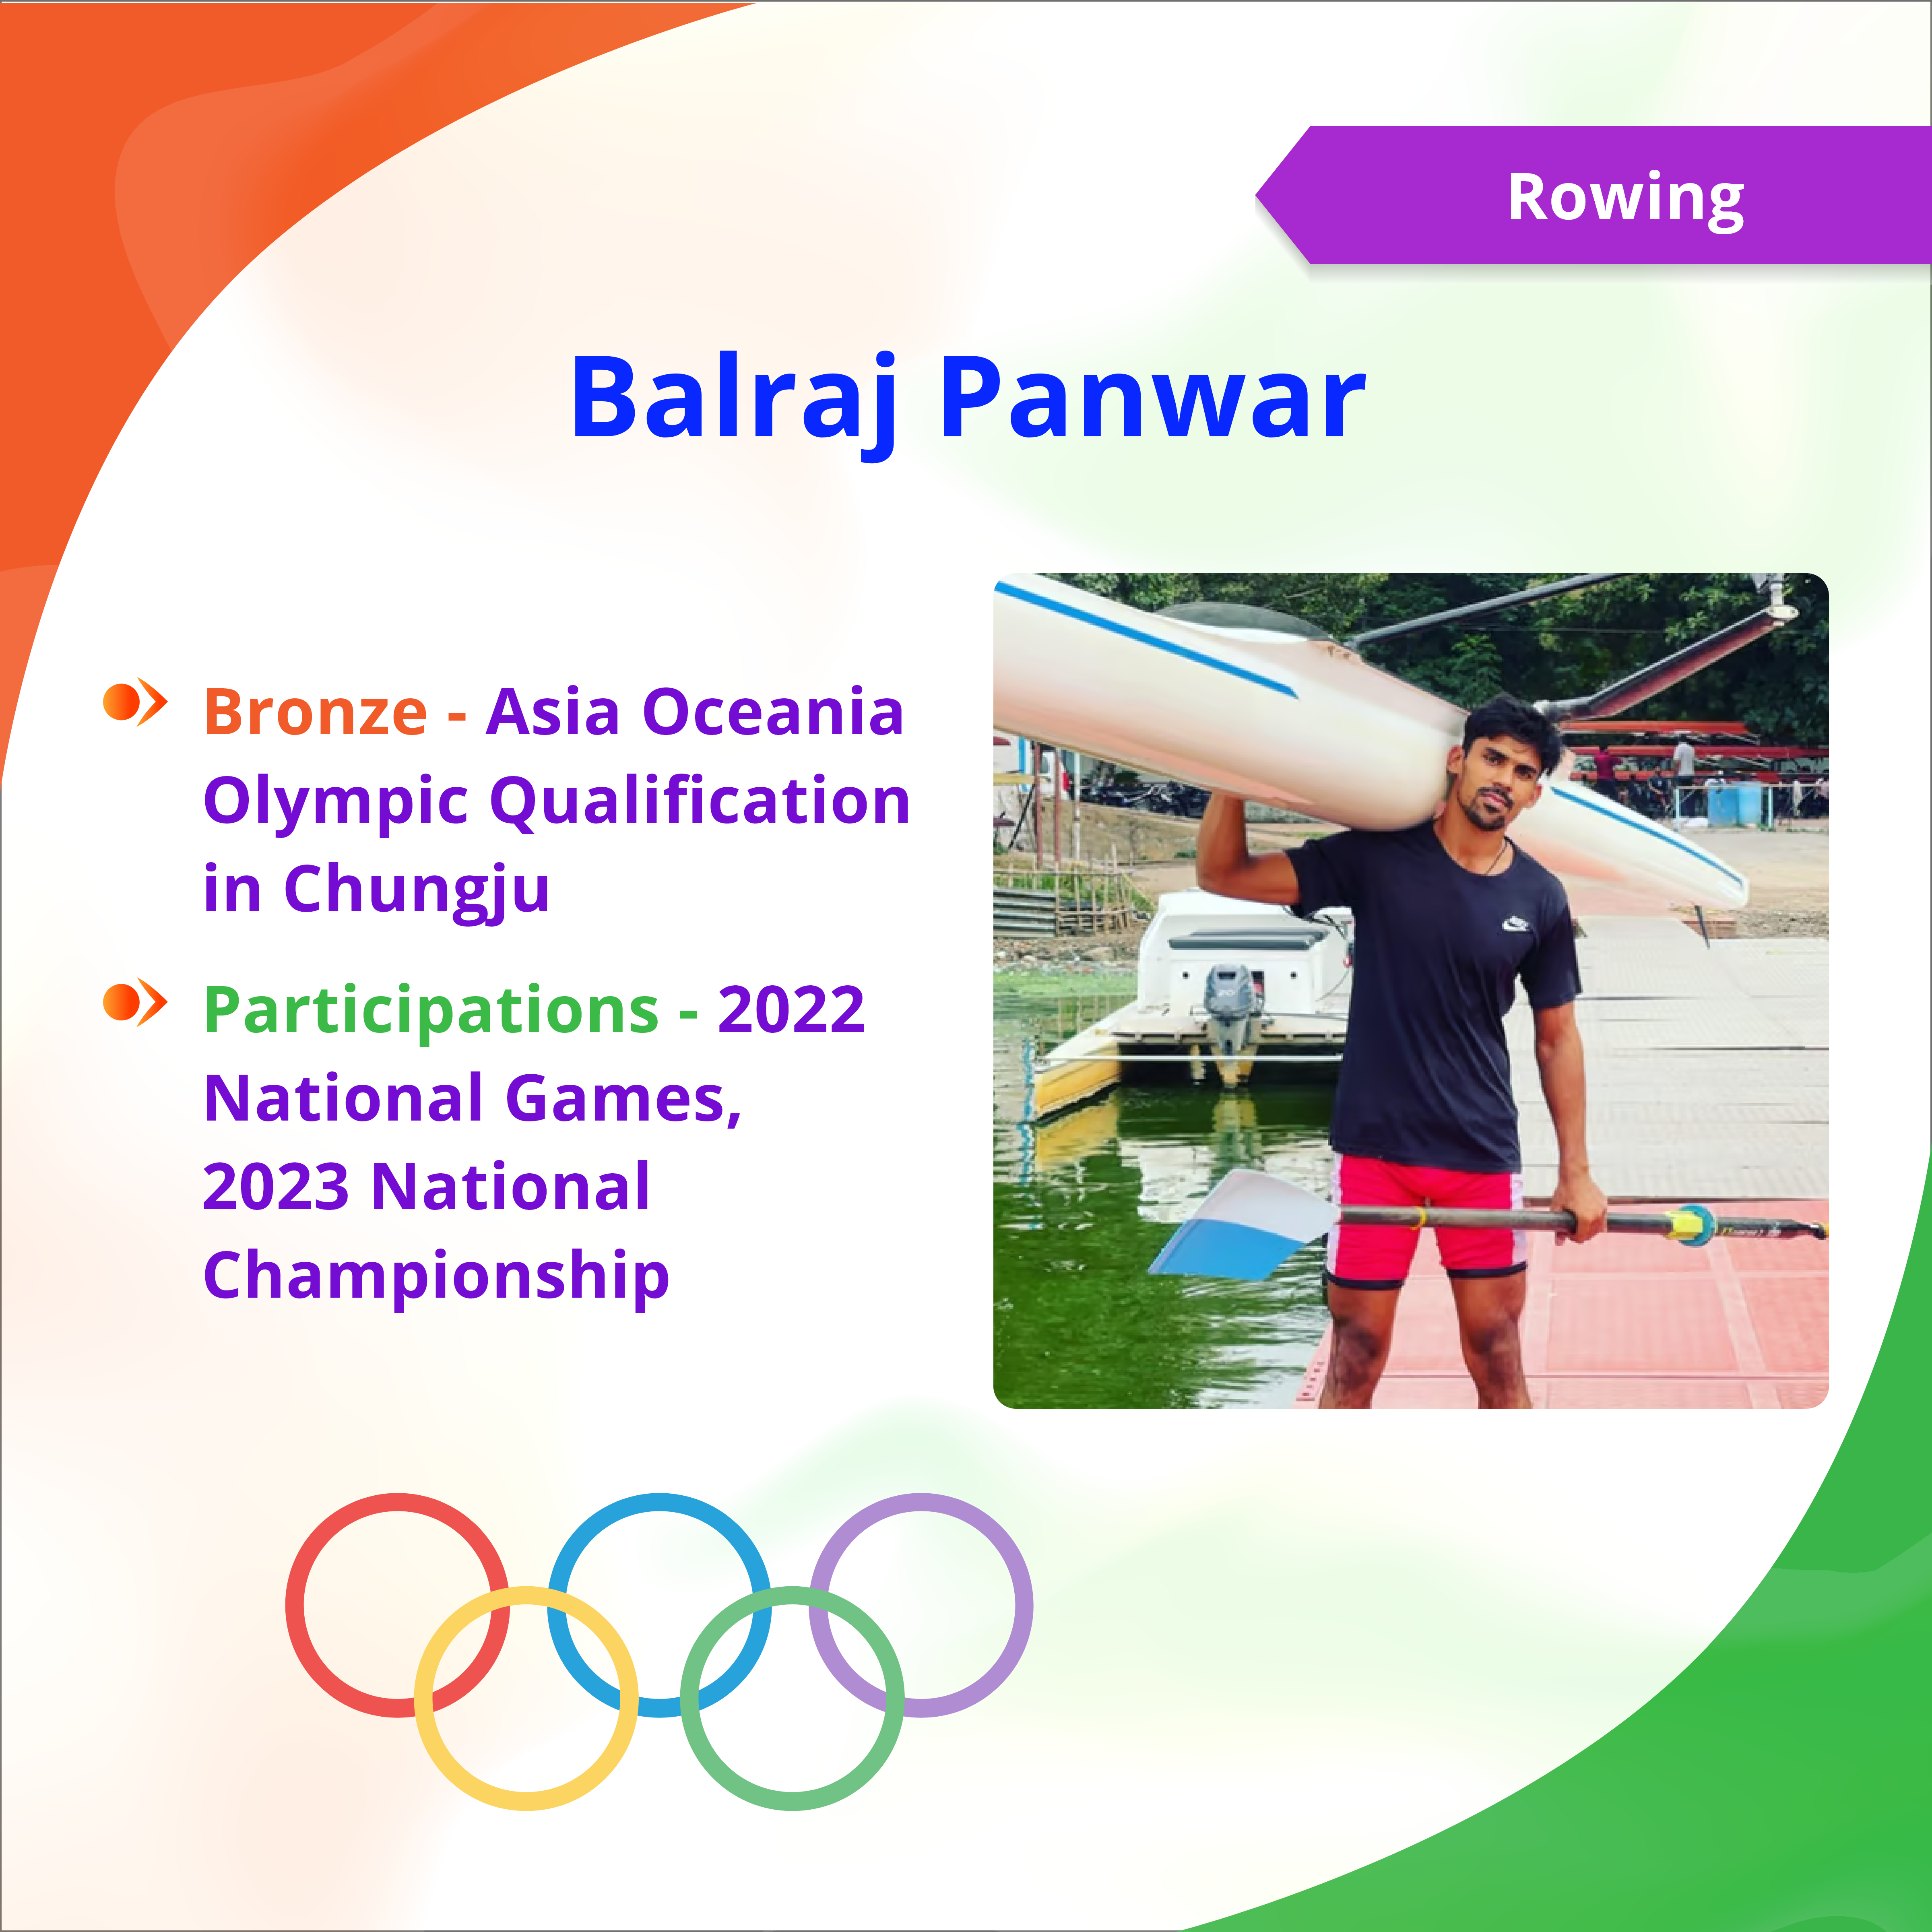 Rowing
Balraj Panwar
Bronze - Asia Oceania
Olympic Qualification
in Chungju
Participations - 2022
National Games,
2023 National
Championship